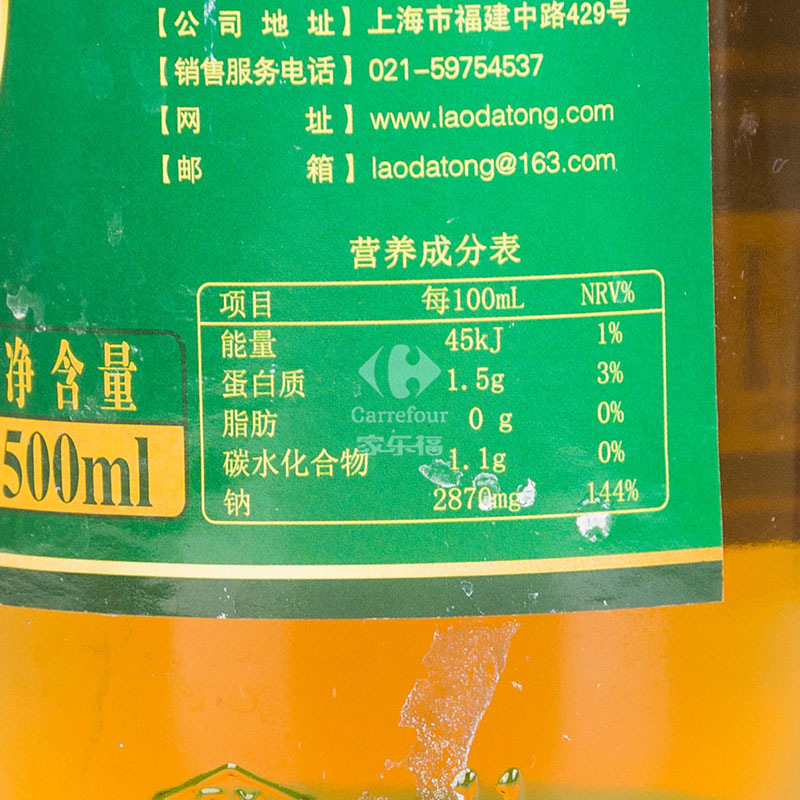 【公司地址】上海市福建中路429号
【销售服务电话】021-59754537
【网 址】www.laodatong.com
【邮 箱】laodatong@163.com
营养成分表
项目 每100mL NRV%
能量 45kJ 1%
蛋白质 1.5g 3%
脂肪 0 g 0%
碳水化合物 1.1g 0%
钠 2870mg 144%
净含量
500ml
Carrefour
家乐福